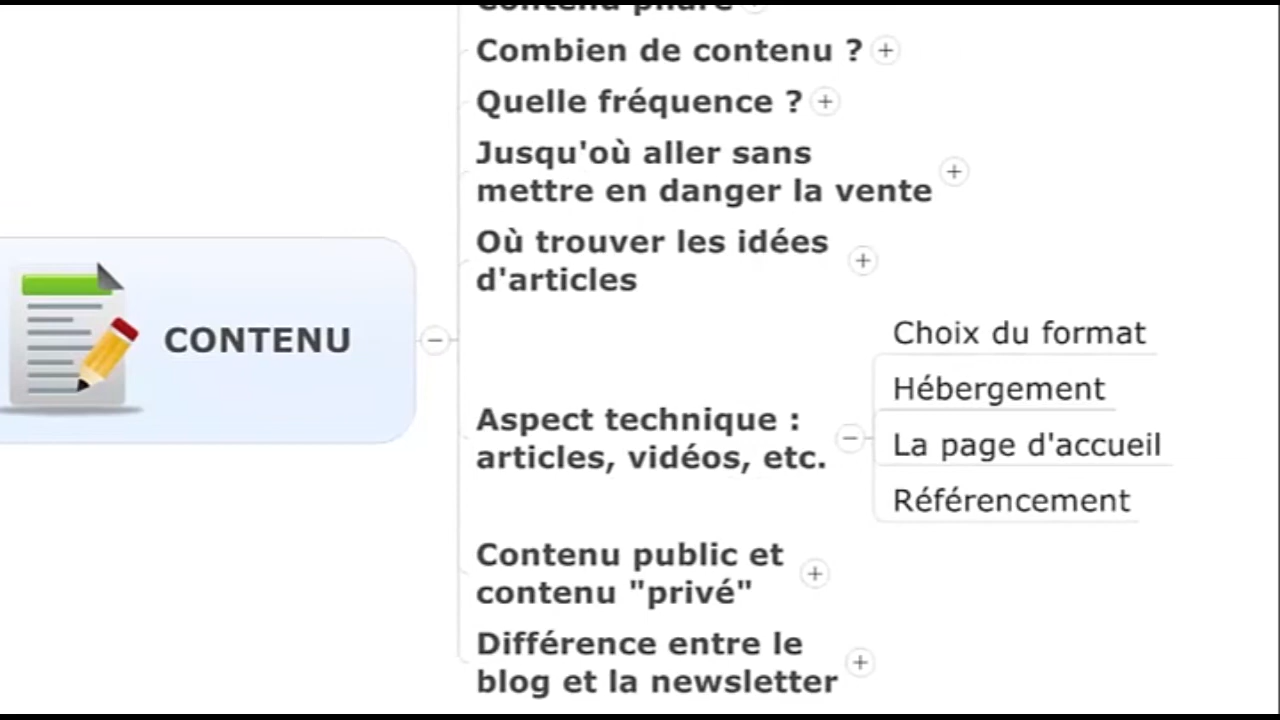 Contenu phare
Combien de contenu ?
Quelle fréquence ?
Jusqu'où aller sans
mettre en danger la vente
Où trouver les idées
d'articles
CONTENU
Aspect technique :
articles, vidéos, etc.
Choix du format
Hébergement
La page d'accueil
Référencement
Contenu public et
contenu "privé"
Différence entre le
blog et la newsletter